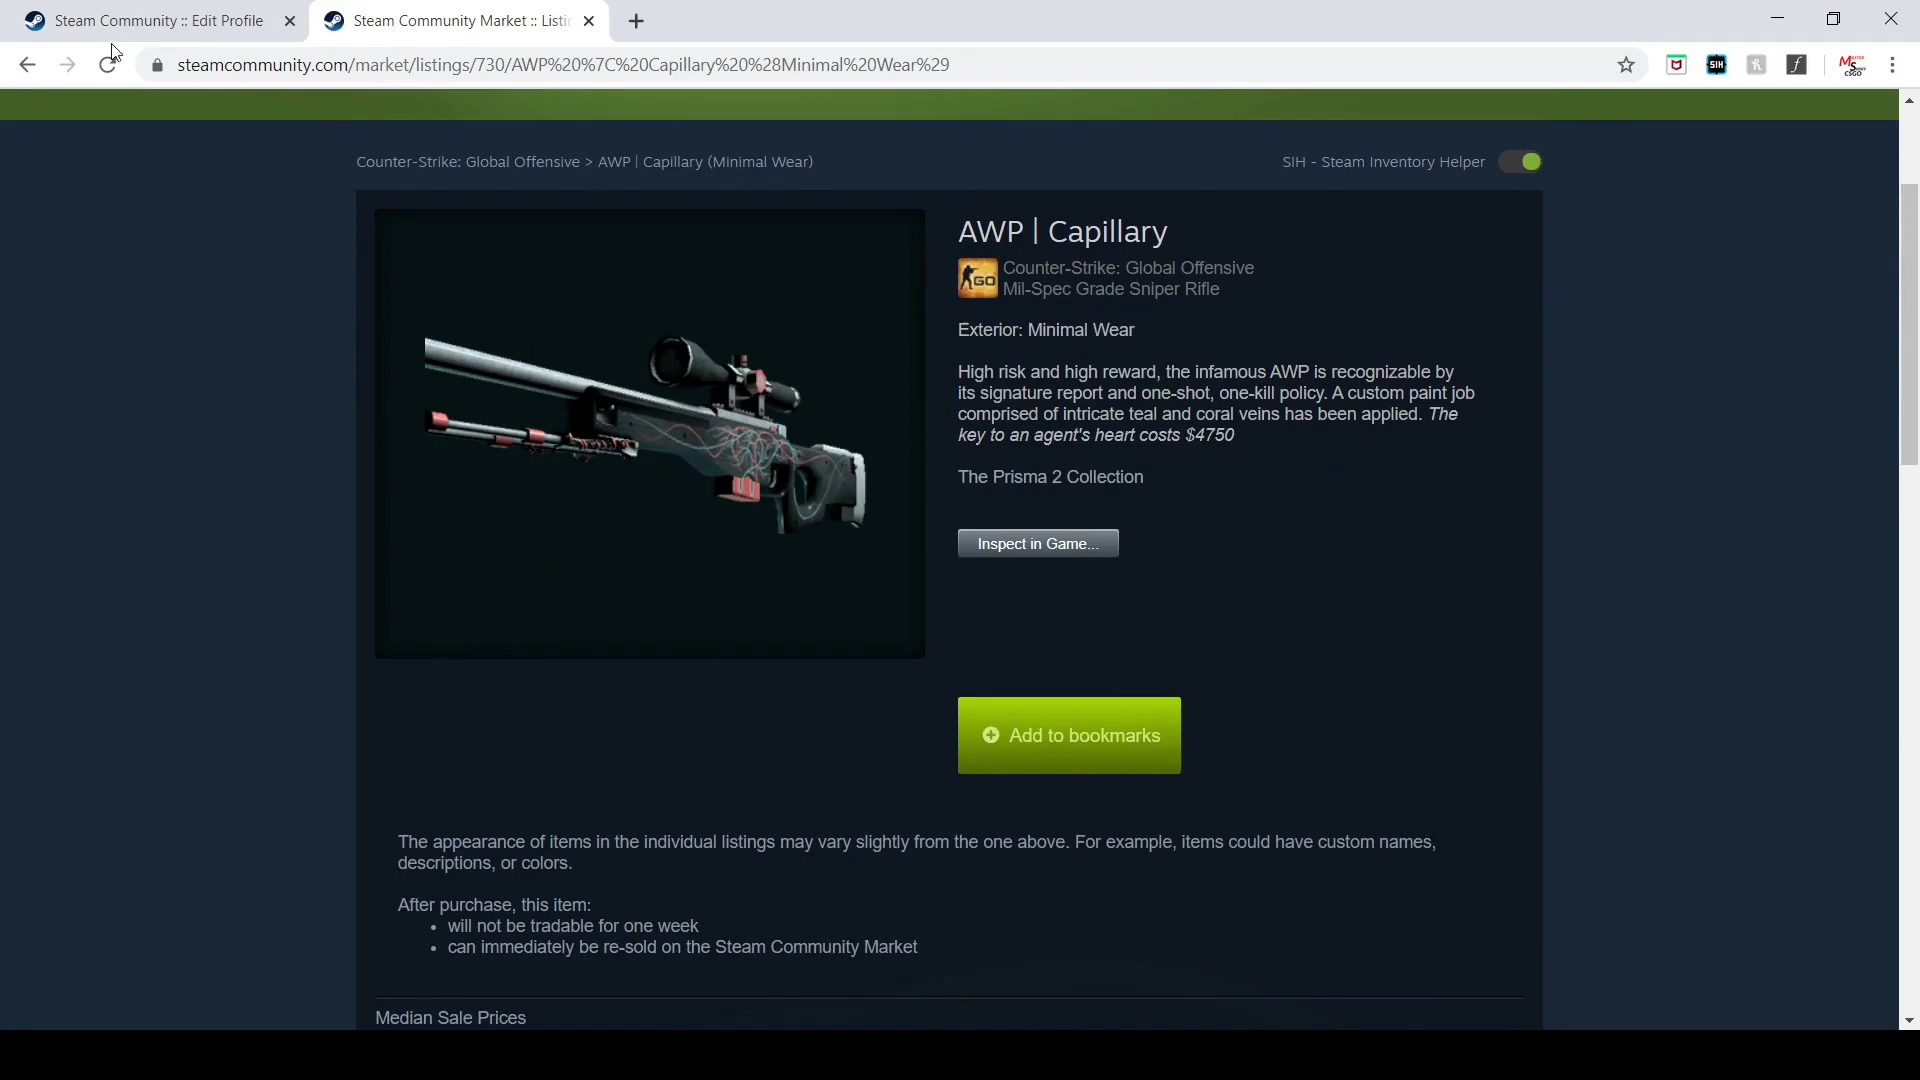 Steam Community :: Edit Profile
Steam Community Market :: Listin
steamcommunity.com/market/listings/730/AWP%20%7C%20Capillary%20%28Minimal%20Wear%29
SIH
Counter-Strike: Global Offensive > AWP | Capillary (Minimal Wear)
SIH - Steam Inventory Helper
AWP | Capillary
GO
Counter-Strike: Global Offensive
Mil-Spec Grade Sniper Rifle
Exterior: Minimal Wear
High risk and high reward, the infamous AWP is recognizable by
its signature report and one-shot, one-kill policy. A custom paint job
comprised of intricate teal and coral veins has been applied. The
key to an agent's heart costs $4750
The Prisma 2 Collection
Inspect in Game...
Add to bookmarks
The appearance of items in the individual listings may vary slightly from the one above. For example, items could have custom names,
descriptions, or colors.
After purchase, this item:
• will not be tradable for one week
• can immediately be re-sold on the Steam Community Market
Median Sale Prices